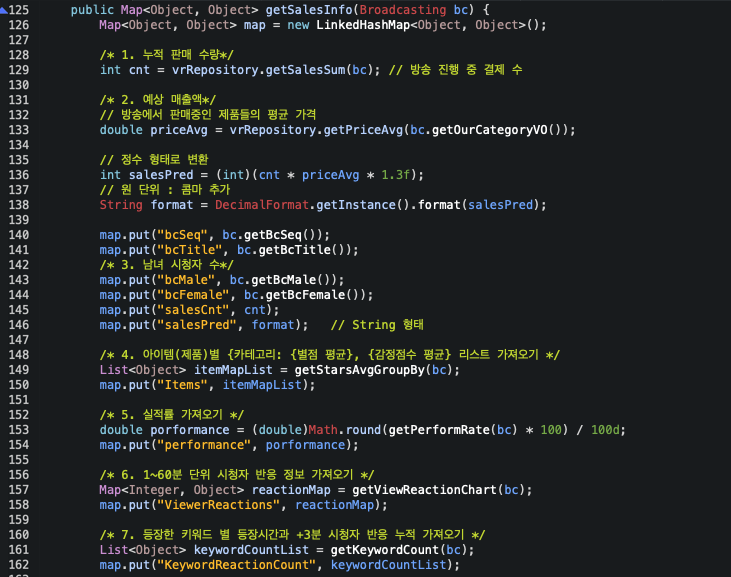 125 public Map<Object, Object> getSalesInfo(Broadcasting bc) {
126 Map<Object, Object> map = new LinkedHashMap<Object, Object>();
127
128 /* 1. 누적 판매 수량*/
129 int cnt = vrRepository.getSalesSum(bc); // 방송 진행 중 결제 수
130
131 /* 2. 예상 매출액*/
132 // 방송에서 판매중인 제품들의 평균 가격
133 double priceAvg = vrRepository.getPriceAvg(bc.getOurCategoryVO());
134
135 // 정수 형태로 변환
136 int salesPred = (int)(cnt * priceAvg * 1.3f);
137 // 원 단위 : 콤마 추가
138 String format = DecimalFormat.getInstance().format(salesPred);
139
140 map.put("bcSeq", bc.getBcSeq());
141 map.put("bcTitle", bc.getBcTitle());
142 /* 3. 남녀 시청자 수*/
143 map.put("bcMale", bc.getBcMale());
144 map.put("bcFemale", bc.getBcFemale());
145 map.put("salesCnt", cnt);
146 map.put("salesPred", format); // String 형태
147
148 /* 4. 아이템(제품)별 {카테고리: {별점 평균}, {감정점수 평균} 리스트 가져오기 */
149 List<Object> itemMapList = getStarsAvgGroupBy(bc);
150 map.put("Items", itemMapList);
151
152 /* 5. 실적률 가져오기 */
153 double porformance = (double)Math.round(getPerformRate(bc) * 100) / 100d;
154 map.put("performance", porformance);
155
156 /* 6. 1~60분 단위 시청자 반응 정보 가져오기 */
157 Map<Integer, Object> reactionMap = getViewReactionChart(bc);
158 map.put("ViewerReactions", reactionMap);
159
160 /* 7. 등장한 키워드 별 등장시간과 +3분 시청자 반응 누적 가져오기 */
161 List<Object> keywordCountList = getKeywordCount(bc);
162 map.put("KeywordReactionCount", keywordCountList);